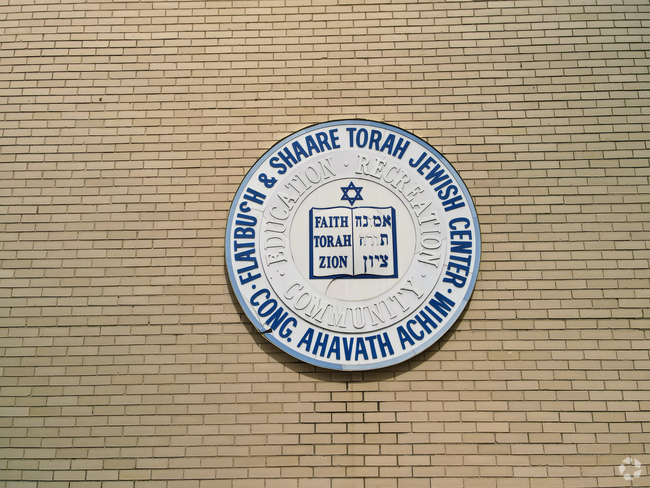 FLATBUSH & SHAARE TORAH JEWISH CENTER
· CONG. AHAVATH ACHIM ·
EDUCATION · RECREATION
· COMMUNITY ·
FAITH
TORAH
ZION
אמונה
תורה
ציון